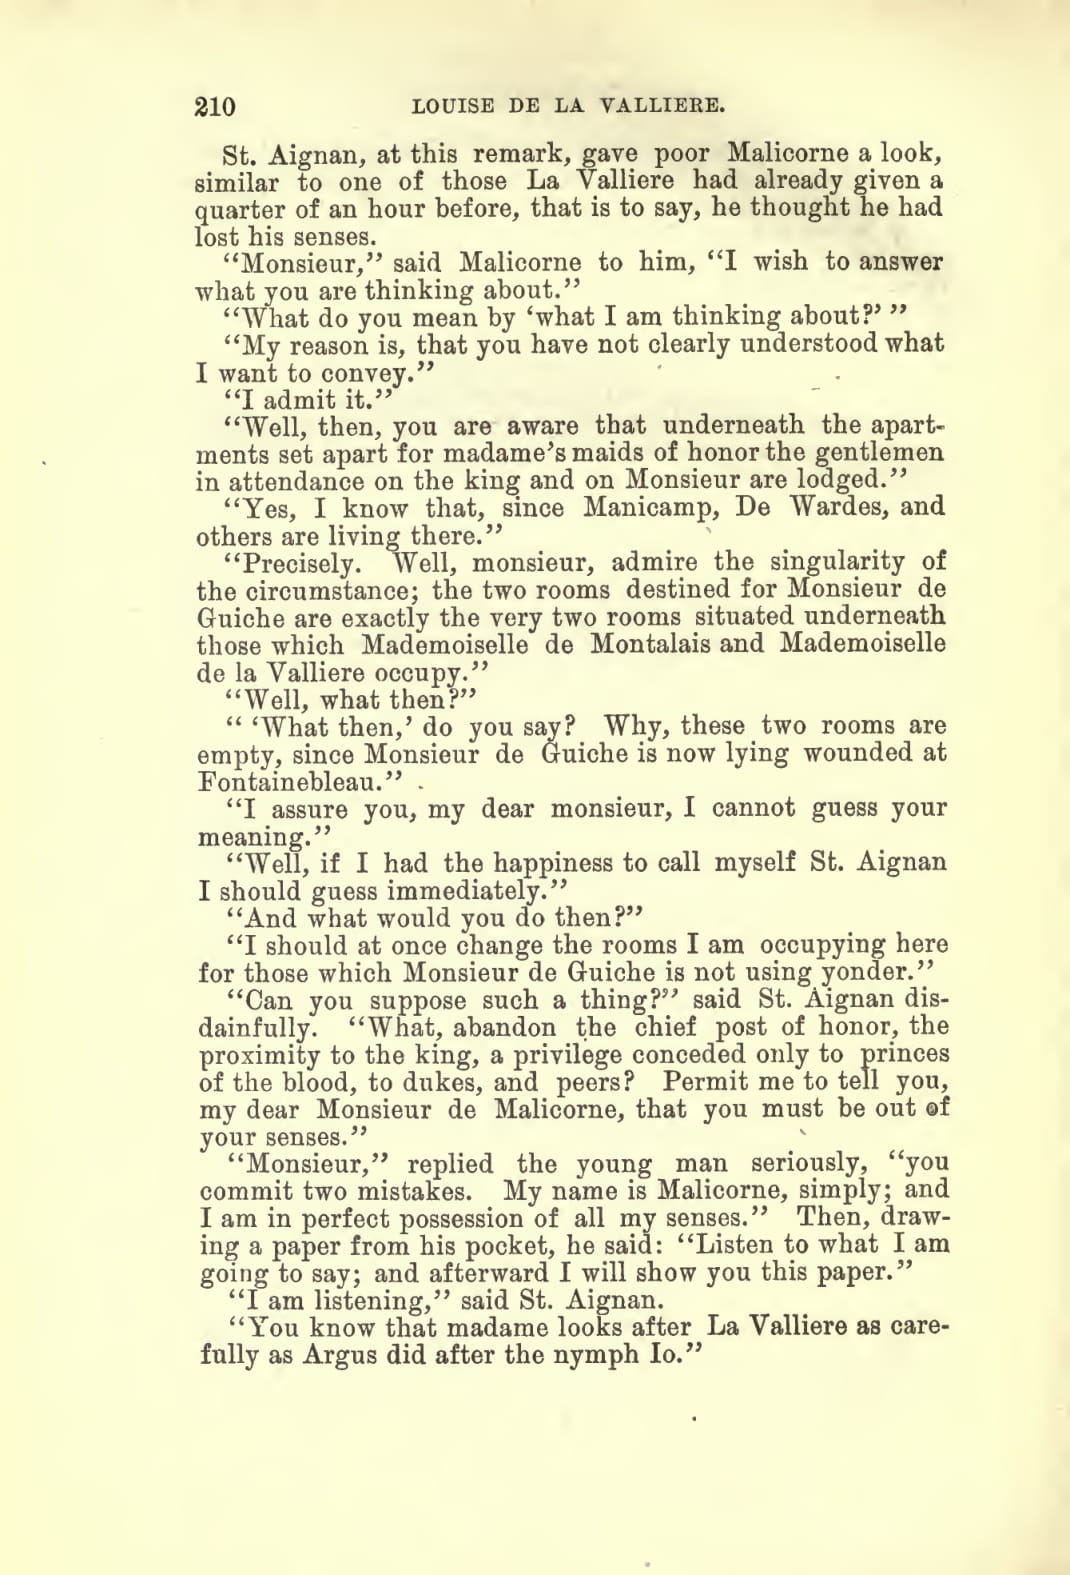 210 LOUISE DE LA VALLIERE.
St. Aignan, at this remark, gave poor Malicorne a look,
similar to one of those La Valliere had already given a
quarter of an hour before, that is to say, he thought he had
lost his senses.
“Monsieur,” said Malicorne to him, “I wish to answer
what you are thinking about.”
“What do you mean by ‘what I am thinking about?’ ”
“My reason is, that you have not clearly understood what
I want to convey.”
“I admit it.”
“Well, then, you are aware that underneath the apart-
ments set apart for madame’s maids of honor the gentlemen
in attendance on the king and on Monsieur are lodged.”
“Yes, I know that, since Manicamp, De Wardes, and
others are living there.”
“Precisely. Well, monsieur, admire the singularity of
the circumstance; the two rooms destined for Monsieur de
Guiche are exactly the very two rooms situated underneath
those which Mademoiselle de Montalais and Mademoiselle
de la Valliere occupy.”
“Well, what then?”
“ ‘What then,’ do you say? Why, these two rooms are
empty, since Monsieur de Guiche is now lying wounded at
Fontainebleau.”
“I assure you, my dear monsieur, I cannot guess your
meaning.”
“Well, if I had the happiness to call myself St. Aignan
I should guess immediately.”
“And what would you do then?”
“I should at once change the rooms I am occupying here
for those which Monsieur de Guiche is not using yonder.”
“Can you suppose such a thing?” said St. Aignan dis-
dainfully. “What, abandon the chief post of honor, the
proximity to the king, a privilege conceded only to princes
of the blood, to dukes, and peers? Permit me to tell you,
my dear Monsieur de Malicorne, that you must be out of
your senses.”
“Monsieur,” replied the young man seriously, “you
commit two mistakes. My name is Malicorne, simply; and
I am in perfect possession of all my senses.” Then, draw-
ing a paper from his pocket, he said: “Listen to what I am
going to say; and afterward I will show you this paper.”
“I am listening,” said St. Aignan.
“You know that madame looks after La Valliere as care-
fully as Argus did after the nymph Io.”